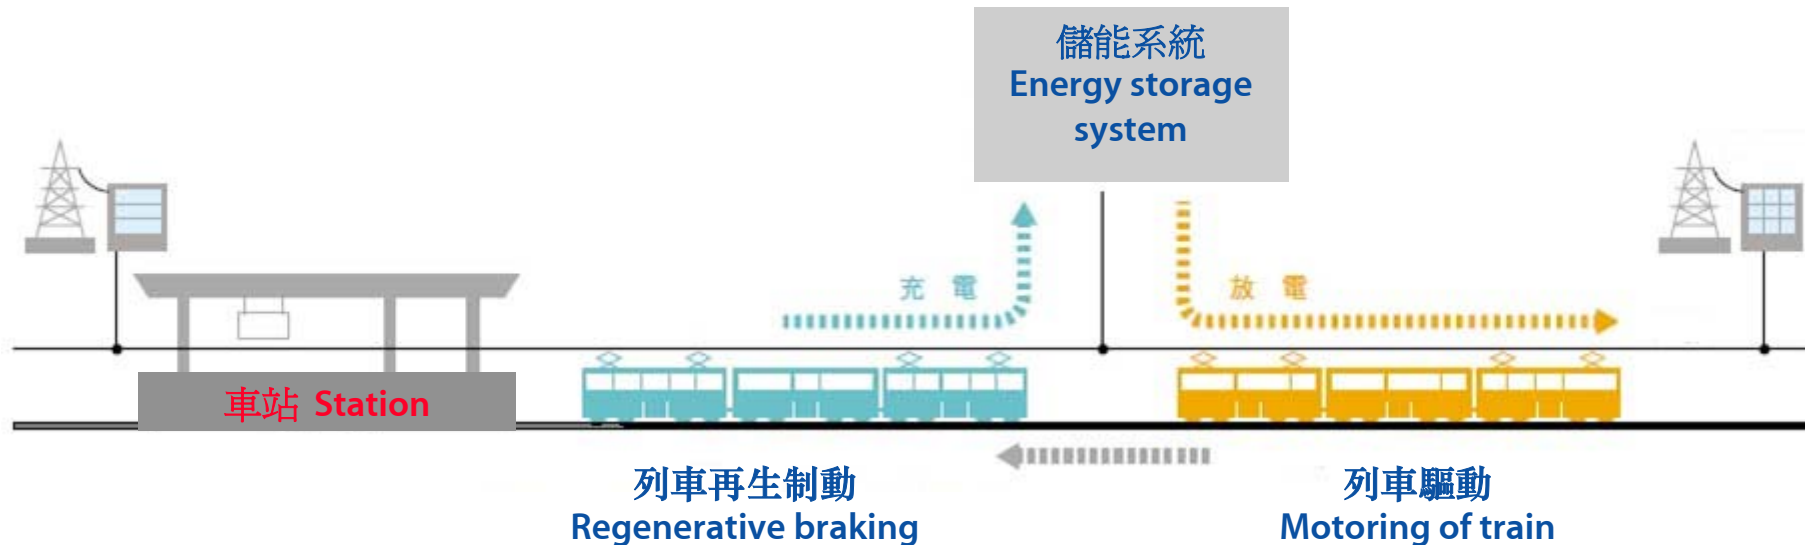 儲能系統
Energy storage
system
充 電
放 電
車站 Station
列車再生制動
Regenerative braking
列車驅動
Motoring of train